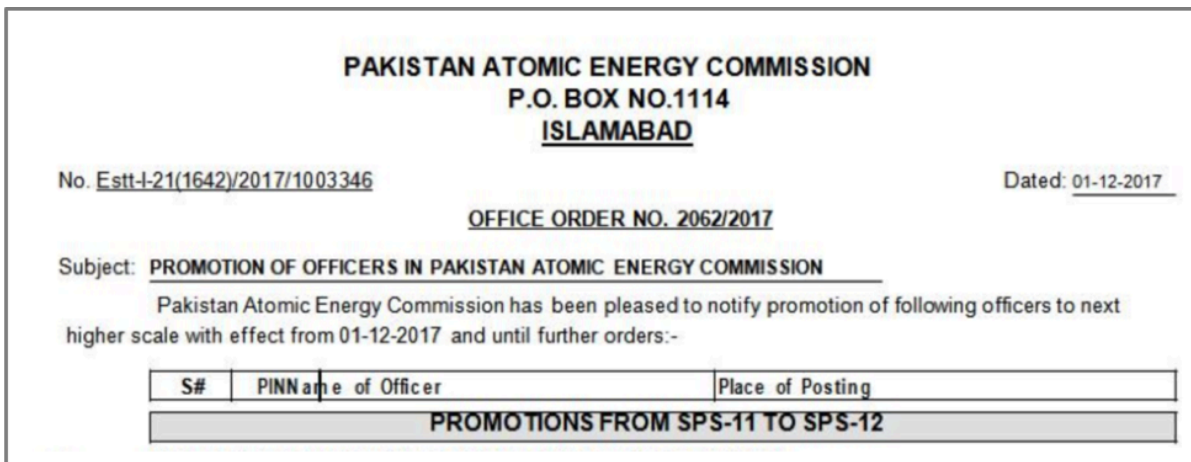 PAKISTAN ATOMIC ENERGY COMMISSION
P.O. BOX NO.1114
ISLAMABAD
No. Estt-I-21(1642)/2017/1003346 Dated: 01-12-2017
OFFICE ORDER NO. 2062/2017
Subject: PROMOTION OF OFFICERS IN PAKISTAN ATOMIC ENERGY COMMISSION
Pakistan Atomic Energy Commission has been pleased to notify promotion of following officers to next
higher scale with effect from 01-12-2017 and until further orders:-
S# PINName of Officer Place of Posting
PROMOTIONS FROM SPS-11 TO SPS-12